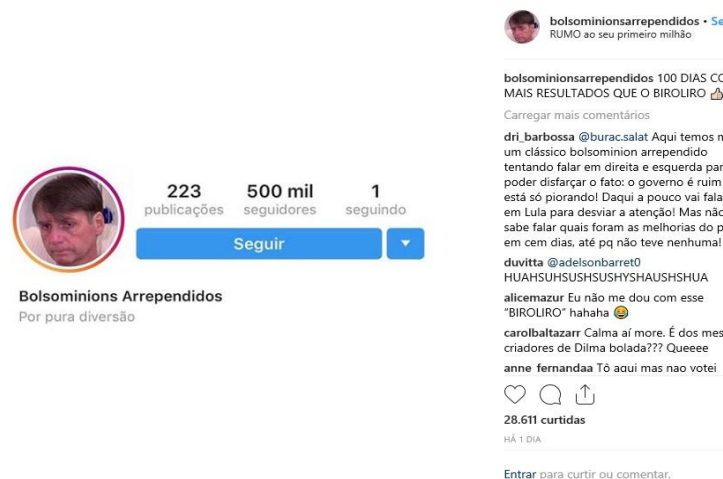 223
publicações
500 mil
seguidores
1
seguindo
Seguir
Bolsominions Arrependidos
Por pura diversão
bolsominionsarrependidos • Se
RUMO ao seu primeiro milhão
bolsominionsarrependidos 100 DIAS CO
MAIS RESULTADOS QUE O BIROLIRO 👍🏻
Carregar mais comentários
dri_barbossa @burac.salat Aqui temos m
um clássico bolsominion arrependido
tentando falar em direita e esquerda par
poder disfarçar o fato: o governo é ruim
está só piorando! Daqui a pouco vai fala
em Lula para desviar a atenção! Mas não
sabe falar quais foram as melhorias do p
em cem dias, até pq não teve nenhuma!
duvitta @adelsonbarret0
HUAHSUHSUSHSUSHYSHAUSHSHUA
alicemazur Eu não me dou com esse
"BIROLIRO" hahaha 😂
carolbaltazarr Calma aí more. É dos mes
criadores de Dilma bolada??? Queeee
anne_fernandaa Tô aqui mas nao votei
28.611 curtidas
HÁ 1 DIA
Entrar para curtir ou comentar.